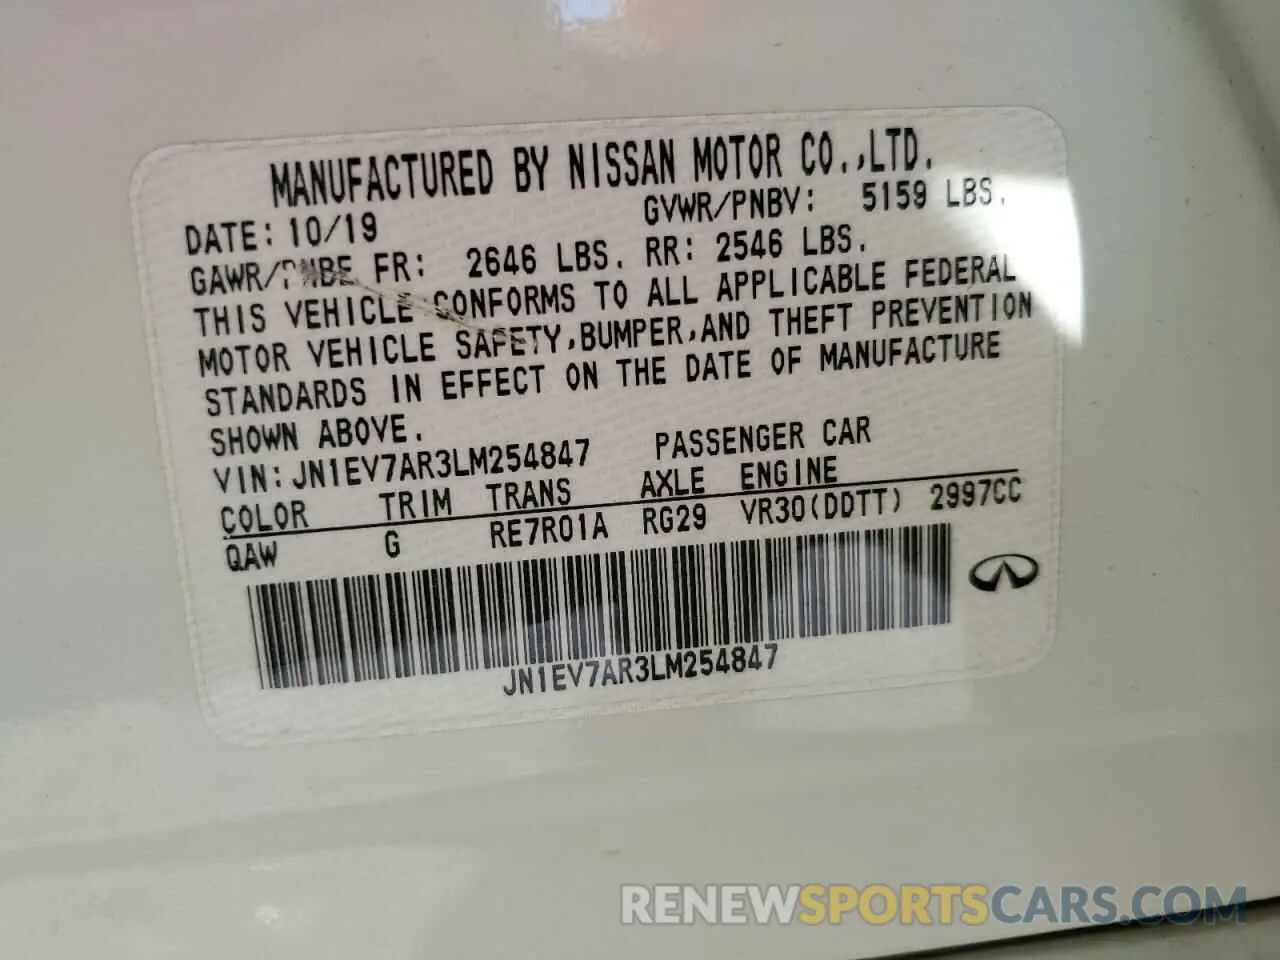 MANUFACTURED BY NISSAN MOTOR CO.,LTD.
DATE: 10/19 GVWR/PNBV: 5159 LBS.
GAWR/PNBE FR: 2646 LBS. RR: 2546 LBS.
THIS VEHICLE CONFORMS TO ALL APPLICABLE FEDERAL
MOTOR VEHICLE SAFETY,BUMPER,AND THEFT PREVENTION
STANDARDS IN EFFECT ON THE DATE OF MANUFACTURE
SHOWN ABOVE.
VIN: JN1EV7AR3LM254847 PASSENGER CAR
COLOR TRIM TRANS AXLE ENGINE
QAW G RE7R01A RG29 VR30(DDTT) 2997CC
JN1EV7AR3LM254847
RENEWSPORTSCARS.COM